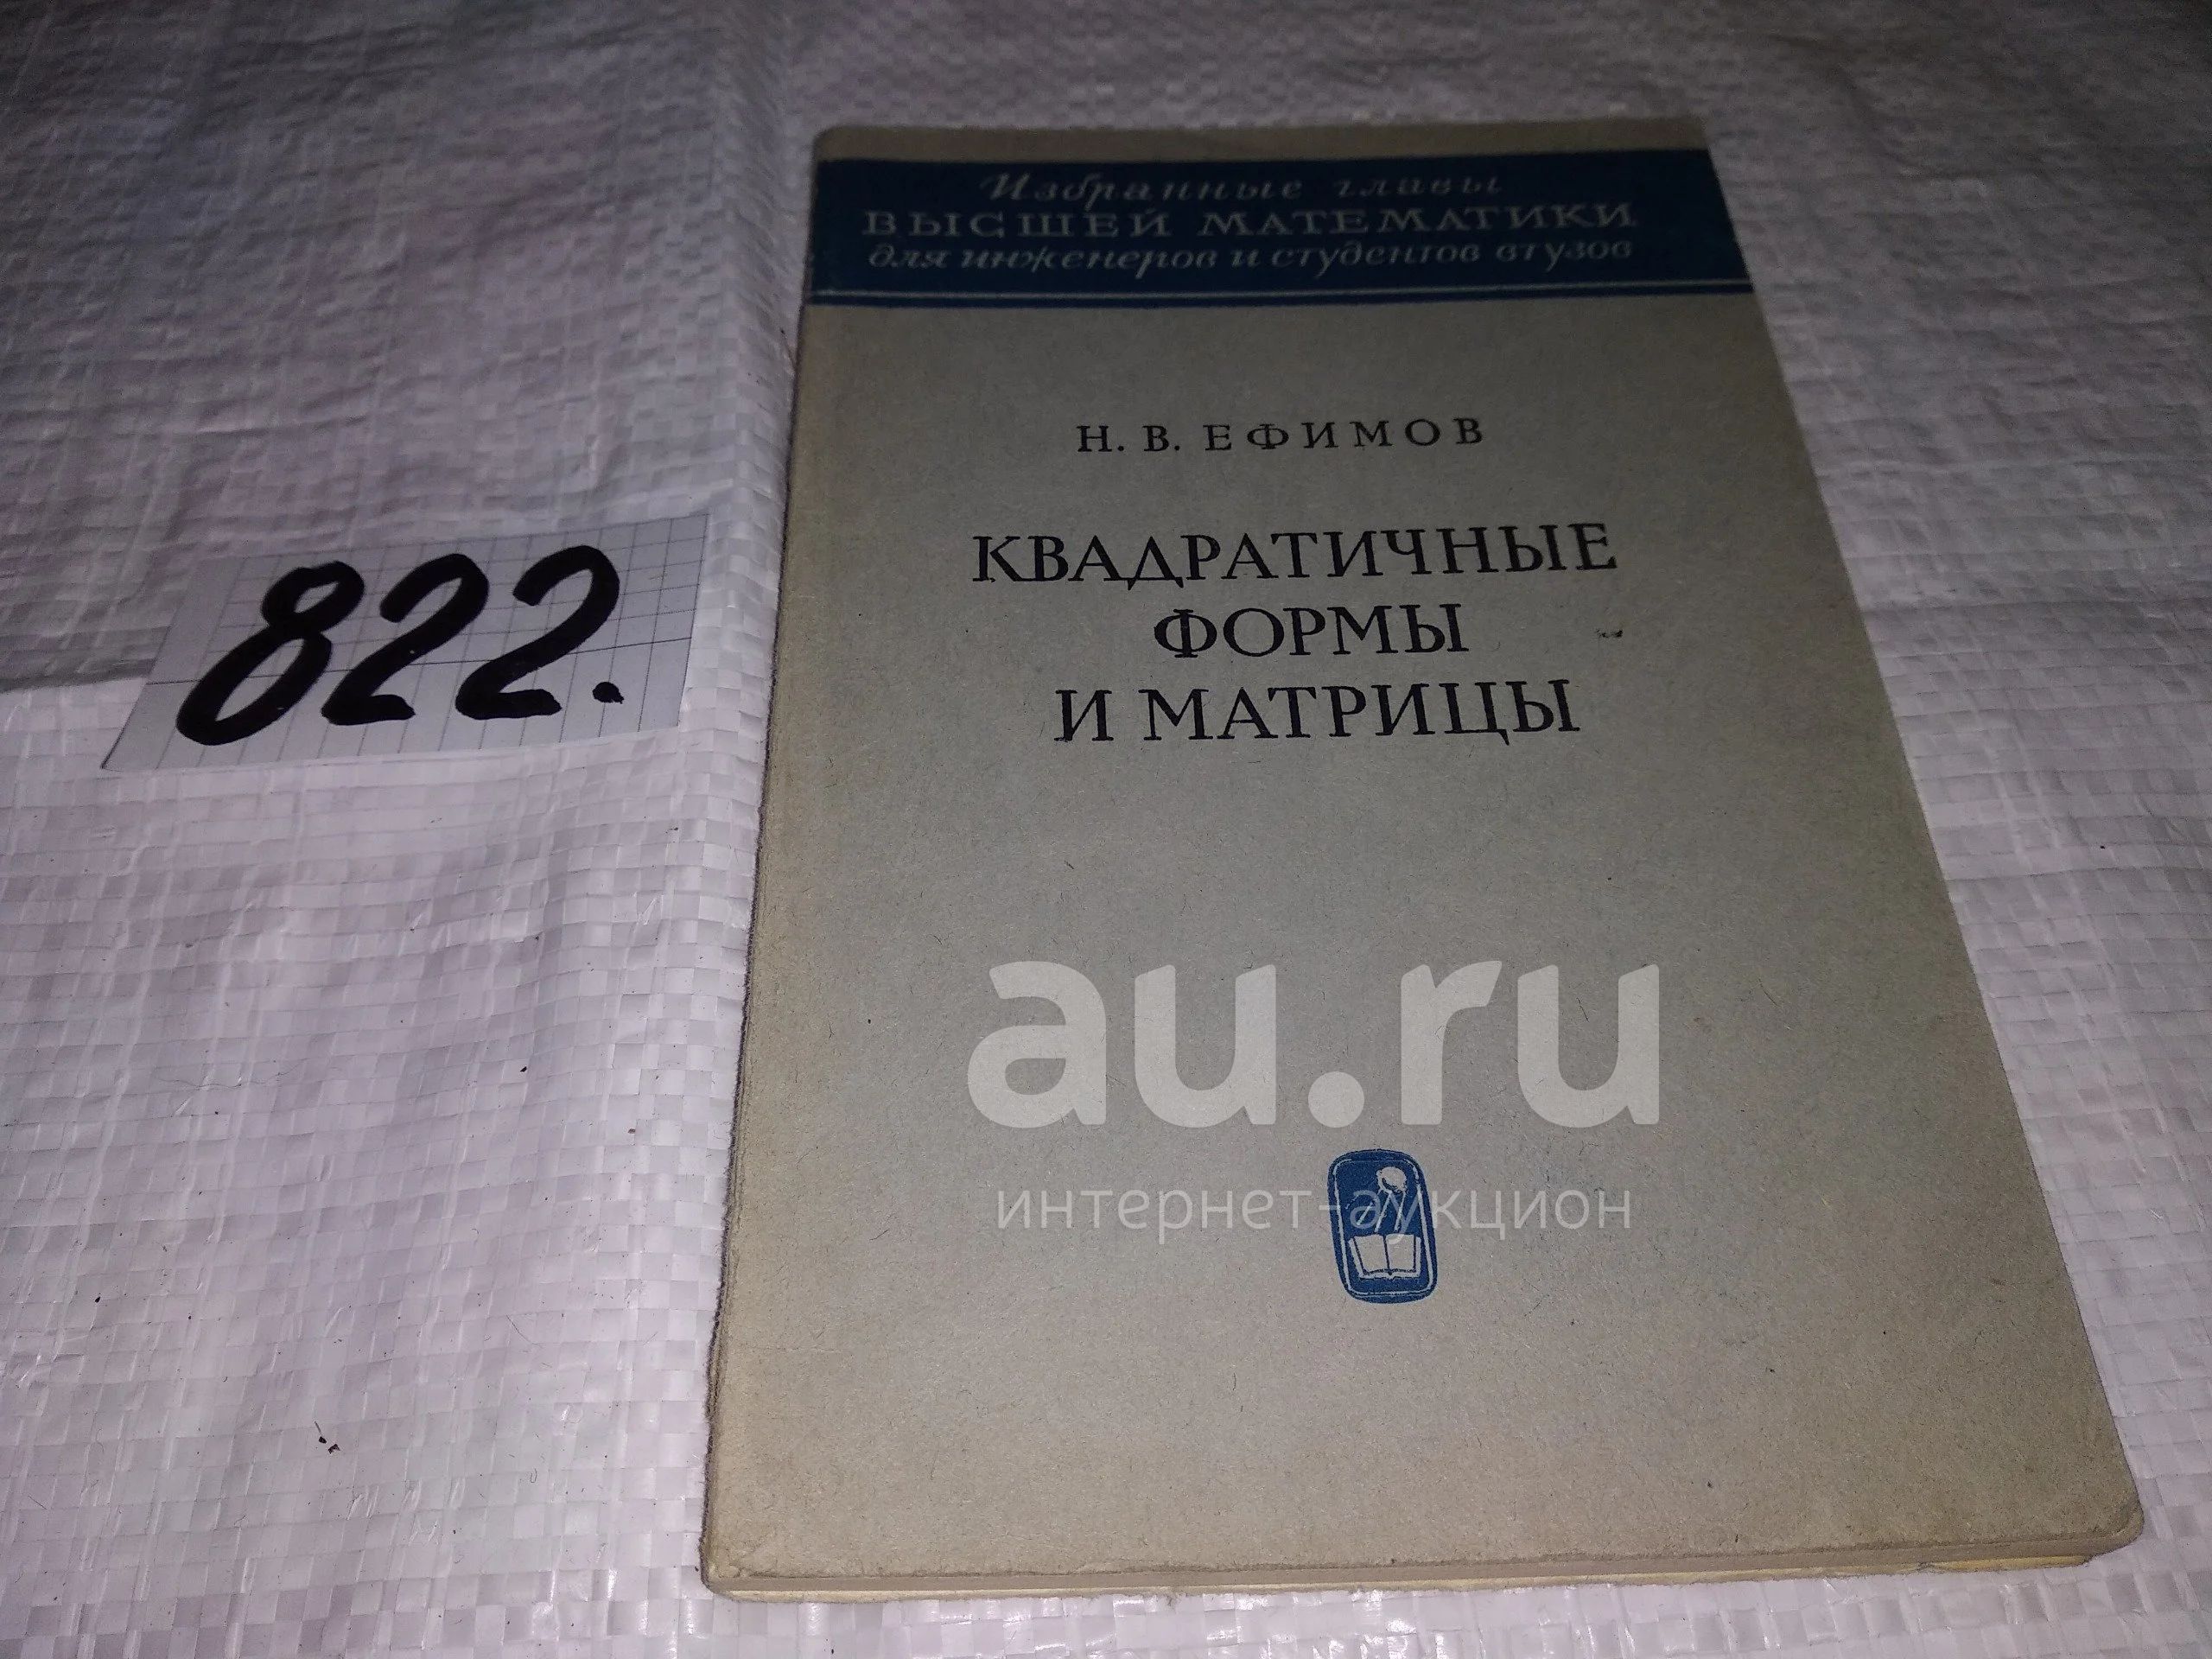 Избранные главы
ВЫСШЕЙ МАТЕМАТИКИ
для инженеров и студентов втузов
Н. В. ЕФИМОВ
КВАДРАТИЧНЫЕ
ФОРМЫ
И МАТРИЦЫ
822.
au.ru
интернет-аукцион